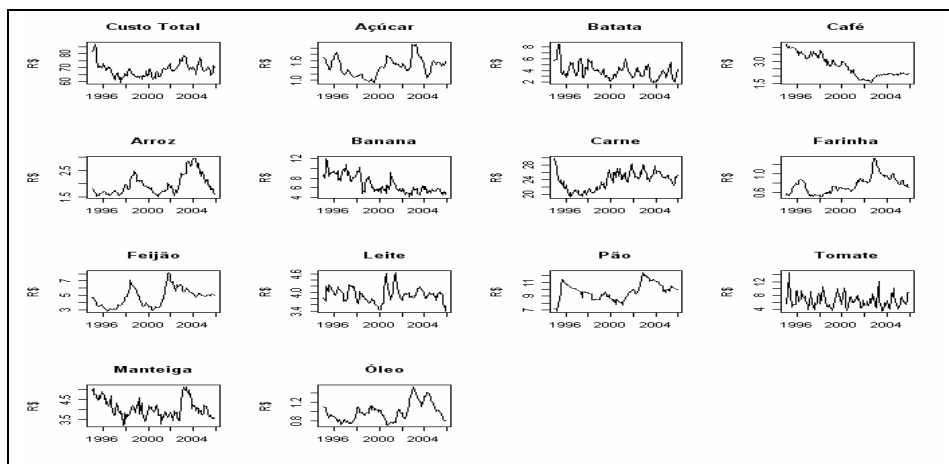 Custo Total
R$
60 70 80
1996 2000 2004
Açúcar
R$
1.0 1.6
1996 2000 2004
Batata
R$
2 4 6 8
1996 2000 2004
Café
R$
1.5 3.0
1996 2000 2004
Arroz
R$
1.5 2.5
1996 2000 2004
Banana
R$
4 6 8 12
1996 2000 2004
Carne
R$
20 24 28
1996 2000 2004
Farinha
R$
0.6 1.0
1996 2000 2004
Feijão
R$
3 5 7
1996 2000 2004
Leite
R$
3.4 4.0 4.6
1996 2000 2004
Pão
R$
7 9 11
1996 2000 2004
Tomate
R$
4 8 12
1996 2000 2004
Manteiga
R$
3.5 4.5
1996 2000 2004
Óleo
R$
0.8 1.2
1996 2000 2004